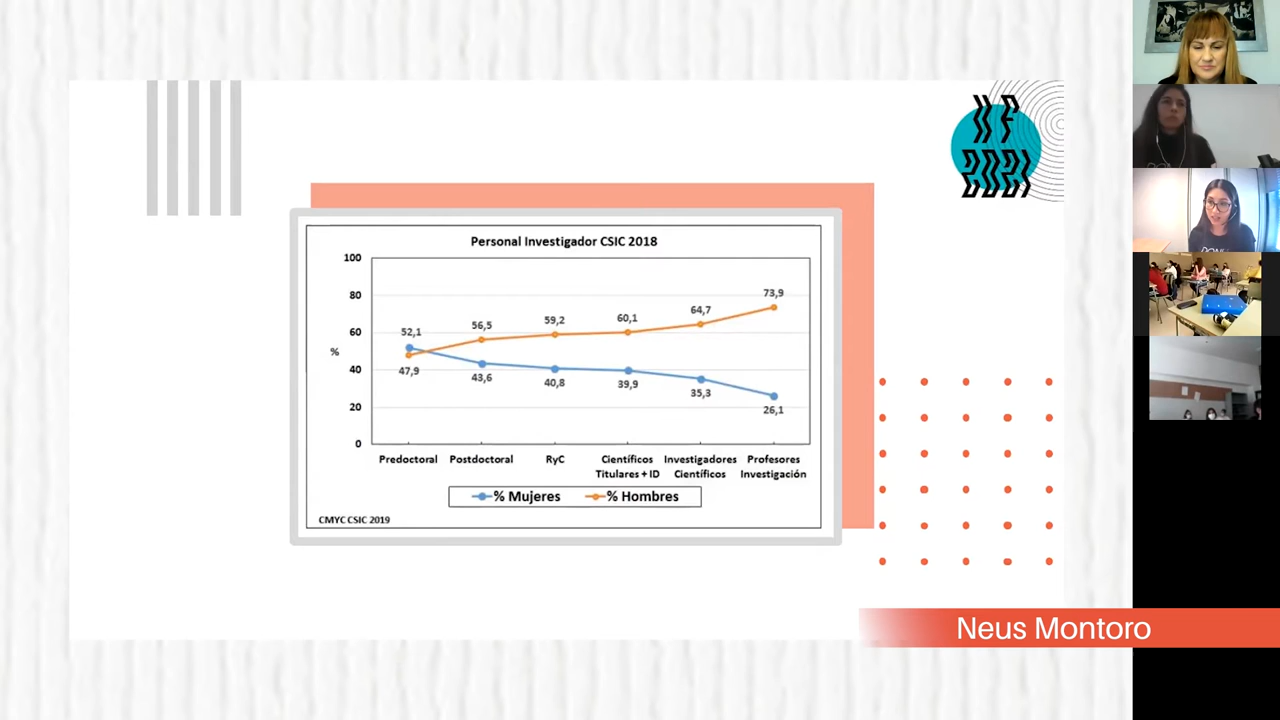 IIF
2021
Personal Investigador CSIC 2018
100
80
60
40
20
0
%
52,1
56,5
59,2
60,1
64,7
73,9
47,9
43,6
40,8
39,9
35,3
26,1
Predoctoral
Postdoctoral
RyC
Científicos
Titulares + ID
Investigadores
Científicos
Profesores
Investigación
% Mujeres
% Hombres
CMYC CSIC 2019
Neus Montoro